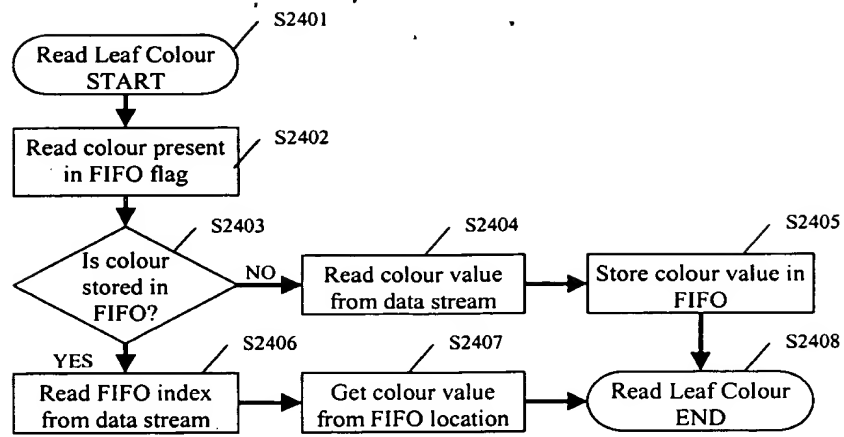 S2401
Read Leaf Colour
START
S2402
Read colour present
in FIFO flag
S2403
Is colour
stored in
FIFO?
NO
S2404
Read colour value
from data stream
S2405
Store colour value in
FIFO
YES
S2406
Read FIFO index
from data stream
S2407
Get colour value
from FIFO location
S2408
Read Leaf Colour
END